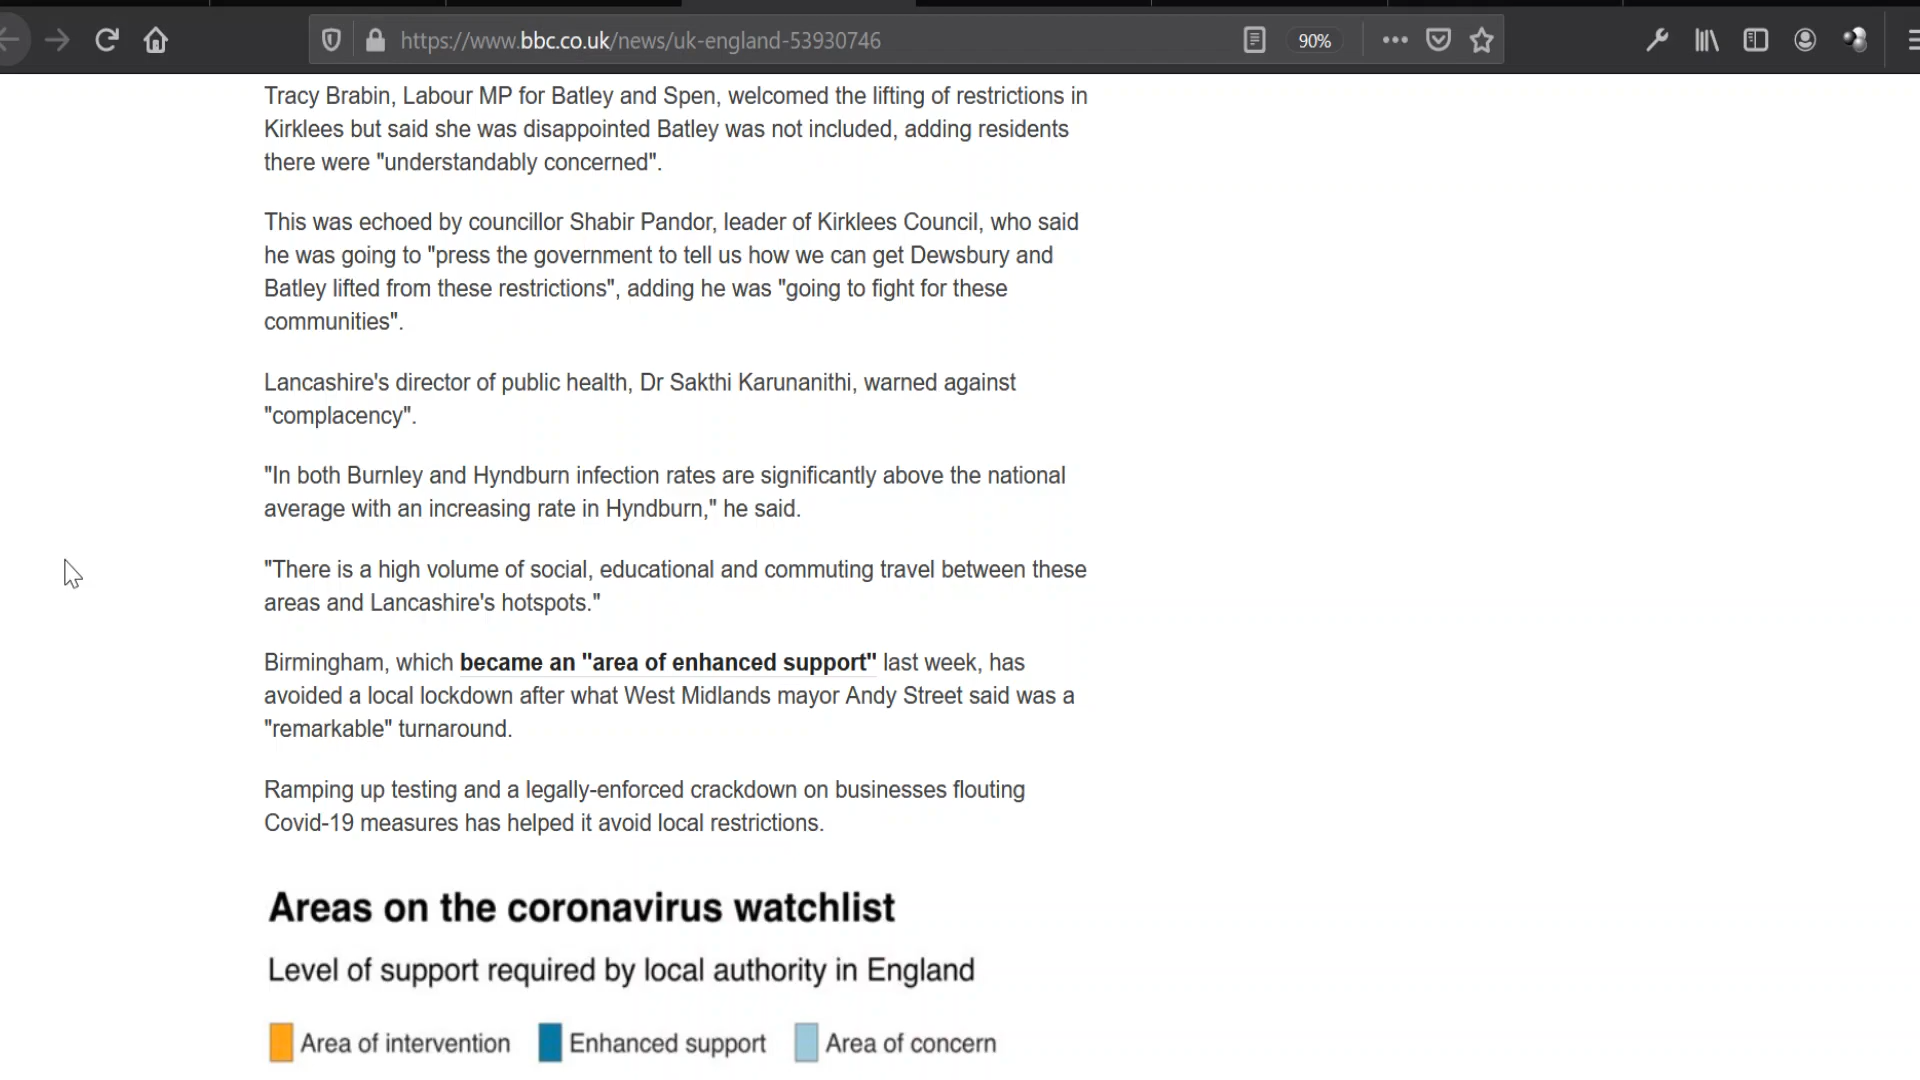 https://www.bbc.co.uk/news/uk-england-53930746
90%
Tracy Brabin, Labour MP for Batley and Spen, welcomed the lifting of restrictions in
Kirklees but said she was disappointed Batley was not included, adding residents
there were "understandably concerned".
This was echoed by councillor Shabir Pandor, leader of Kirklees Council, who said
he was going to "press the government to tell us how we can get Dewsbury and
Batley lifted from these restrictions", adding he was "going to fight for these
communities".
Lancashire's director of public health, Dr Sakthi Karunanithi, warned against
"complacency".
"In both Burnley and Hyndburn infection rates are significantly above the national
average with an increasing rate in Hyndburn," he said.
"There is a high volume of social, educational and commuting travel between these
areas and Lancashire's hotspots."
Birmingham, which became an "area of enhanced support" last week, has
avoided a local lockdown after what West Midlands mayor Andy Street said was a
"remarkable" turnaround.
Ramping up testing and a legally-enforced crackdown on businesses flouting
Covid-19 measures has helped it avoid local restrictions.
Areas on the coronavirus watchlist
Level of support required by local authority in England
Area of intervention Enhanced support Area of concern